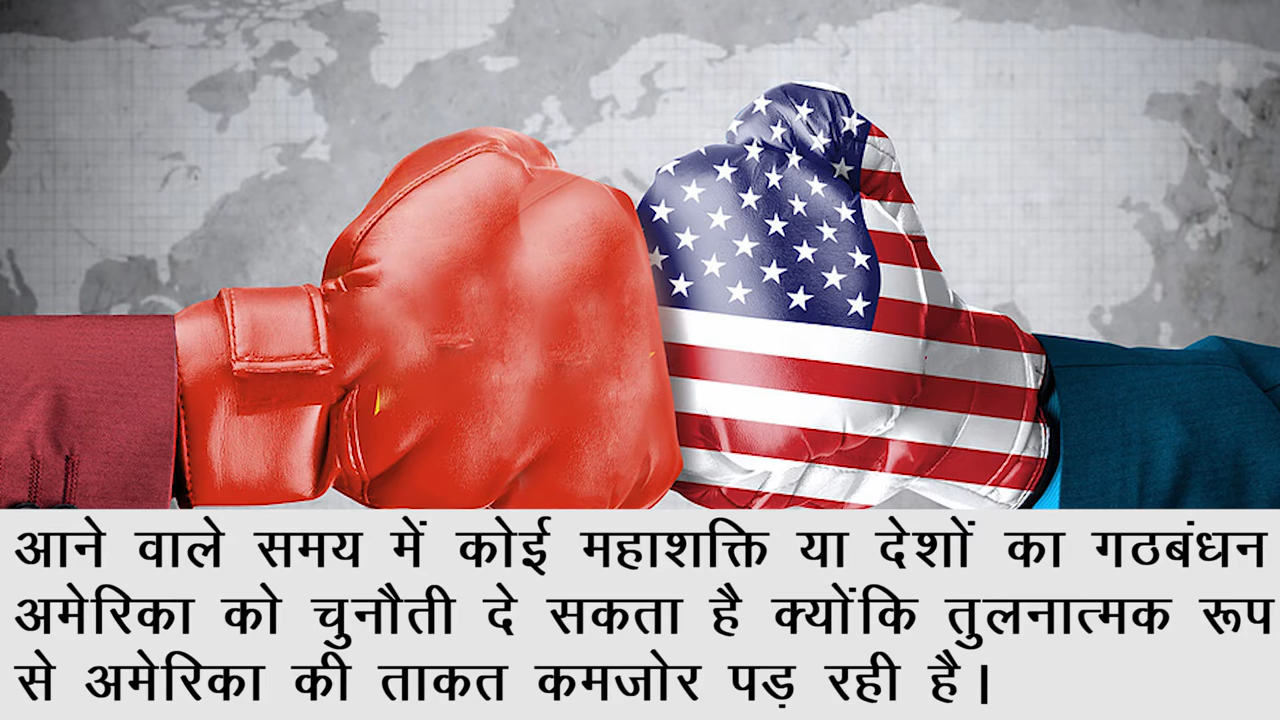 आने वाले समय में कोई महाशक्ति या देशों का गठबंधन
अमेरिका को चुनौती दे सकता है क्योंकि तुलनात्मक रूप
से अमेरिका की ताकत कमजोर पड़ रही है।